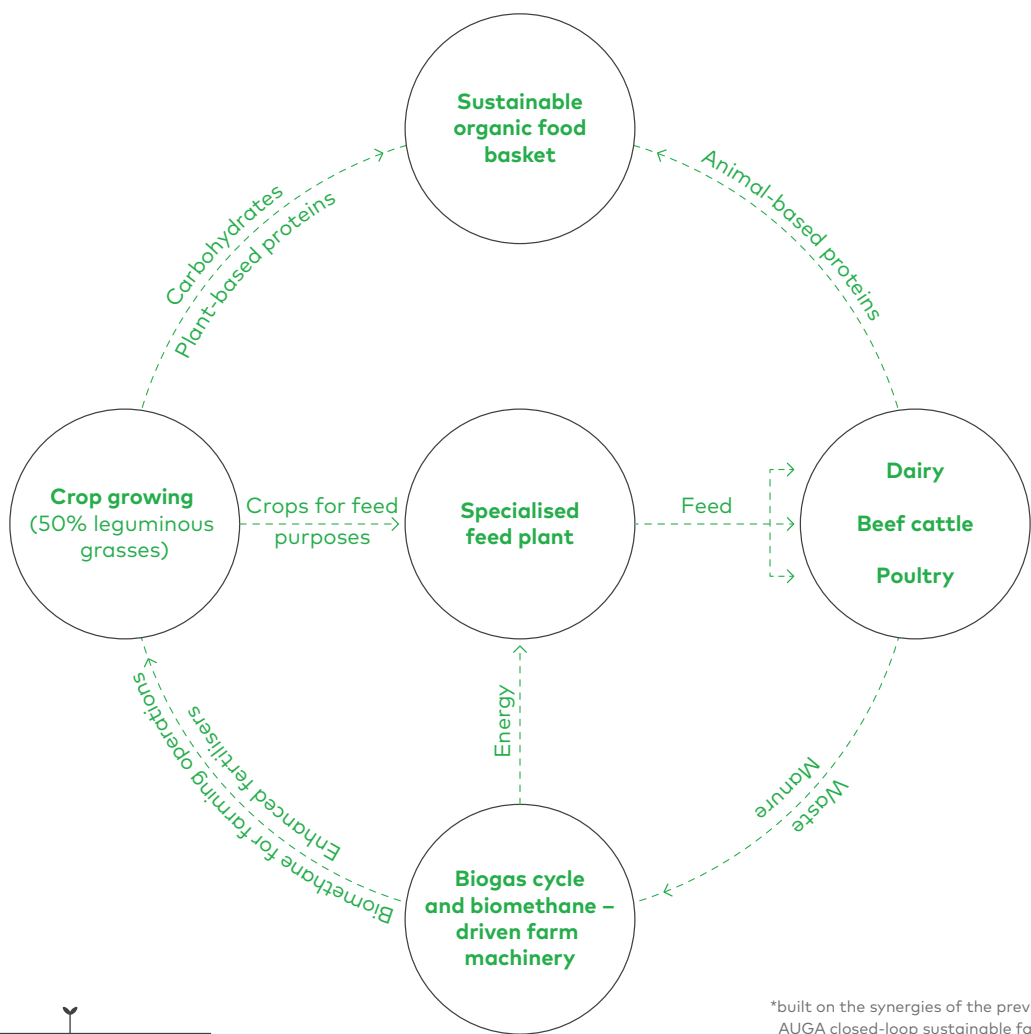 Sustainable
organic food
basket
Carbohydrates
Plant-based proteins
Animal-based proteins
Crop growing
(50% leguminous
grasses)
Crops for feed
purposes
Specialised
feed plant
Feed
Dairy
Beef cattle
Poultry
Energy
Enhanced fertilisers
Biomethane for farming operations
Manure
Waste
Biogas cycle
and biomethane –
driven farm
machinery
*built on the synergies of the prev
AUGA closed-loop sustainable fa